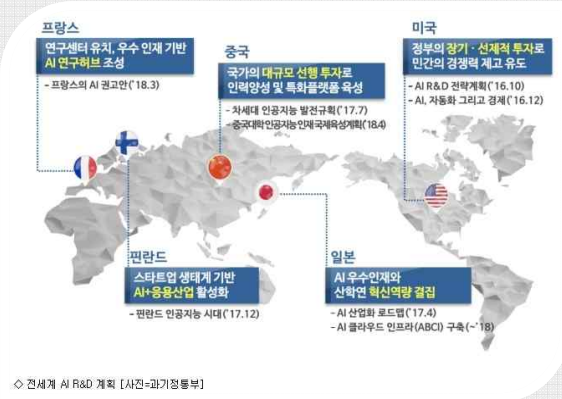 프랑스
연구센터 유치, 우수 인재 기반
AI 연구허브 조성
- 프랑스의 AI 권고안('18.3)
중국
국가의 대규모 선행 투자로
인력양성 및 특화플랫폼 육성
- 차세대 인공지능 발전규획('17.7)
- 중국대학 인공지능 인재 국제육성계획('18.4)
미국
정부의 장기·선제적 투자로
민간의 경쟁력 제고 유도
- AI R&D 전략계획('16.10)
- AI, 자동화 그리고 경제('16.12)
핀란드
스타트업 생태계 기반
AI+응용산업 활성화
- 핀란드 인공지능 시대('17.12)
일본
AI 우수인재와
산학연 혁신역량 결집
- AI 산업화 로드맵('17.4)
- AI 클라우드 인프라(ABCI) 구축(~'18)
◇ 전세계 AI R&D 계획 [사진=과기정통부]